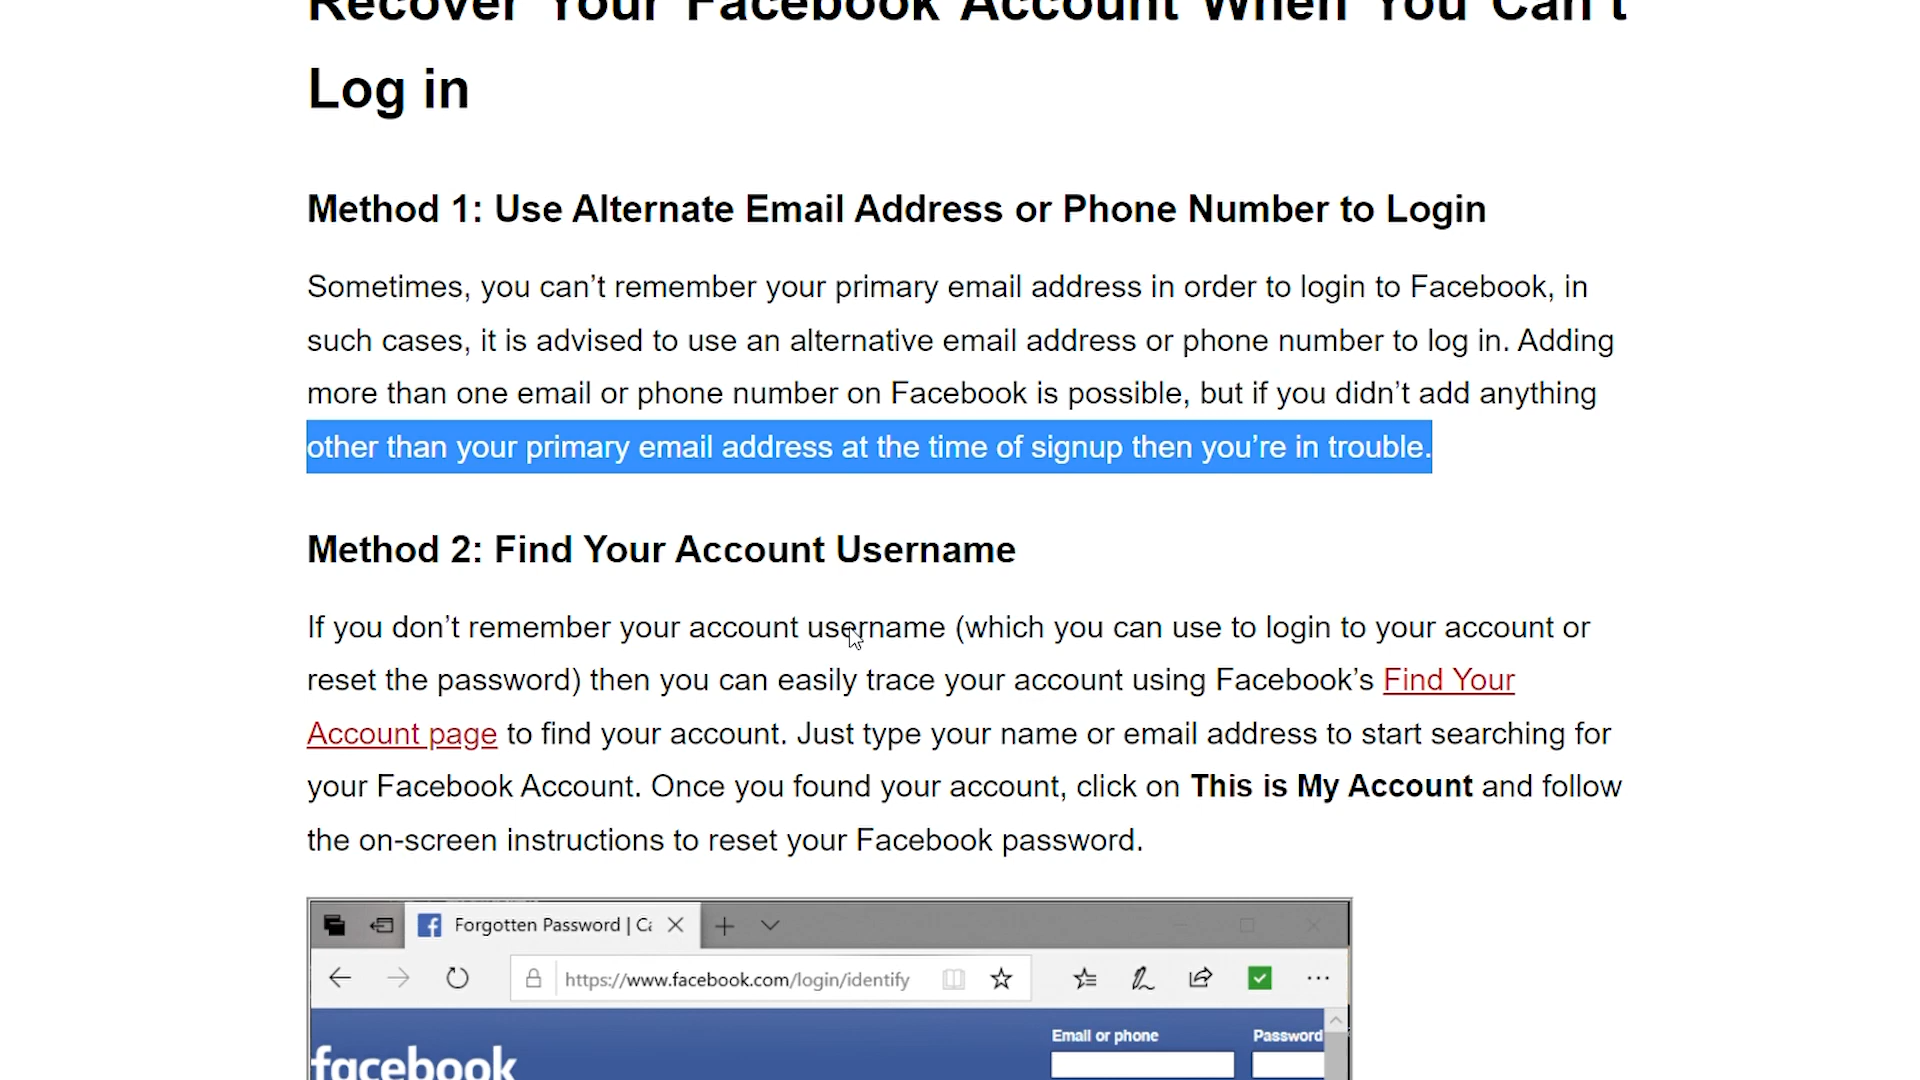 Recover Your Facebook Account When You Can't
Log in
Method 1: Use Alternate Email Address or Phone Number to Login
Sometimes, you can’t remember your primary email address in order to login to Facebook, in
such cases, it is advised to use an alternative email address or phone number to log in. Adding
more than one email or phone number on Facebook is possible, but if you didn’t add anything
other than your primary email address at the time of signup then you’re in trouble.
Method 2: Find Your Account Username
If you don’t remember your account username (which you can use to login to your account or
reset the password) then you can easily trace your account using Facebook’s Find Your
Account page to find your account. Just type your name or email address to start searching for
your Facebook Account. Once you found your account, click on This is My Account and follow
the on-screen instructions to reset your Facebook password.
Forgotten Password | Ca
https://www.facebook.com/login/identify
Email or phone Password
facebook